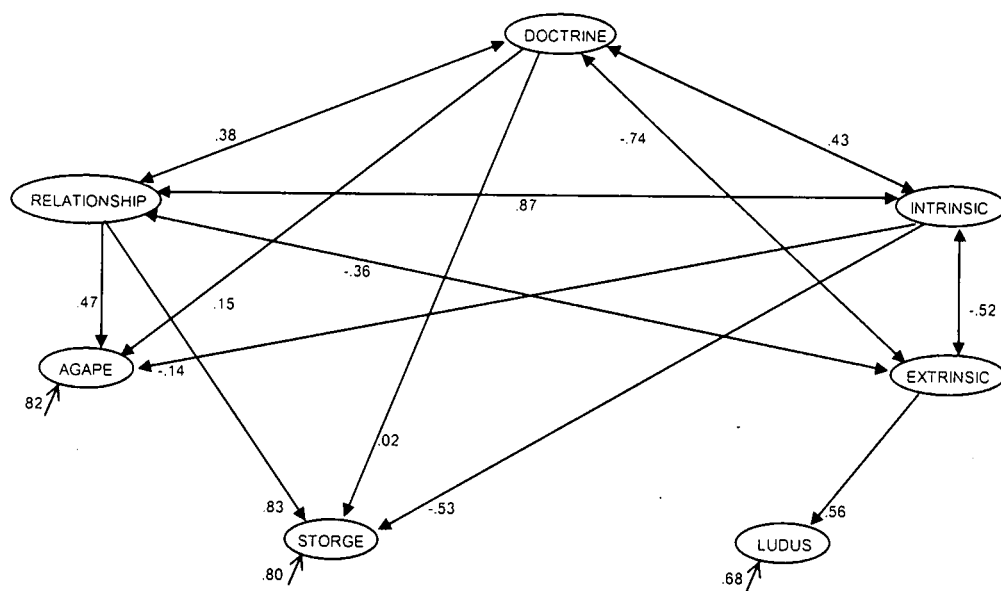 DOCTRINE
.38
-.74
.43
RELATIONSHIP
.87
INTRINSIC
-.36
.47
.15
-.52
AGAPE
-.14
EXTRINSIC
82
.02
.83
-.53
.56
STORGE
LUDUS
.80
.68